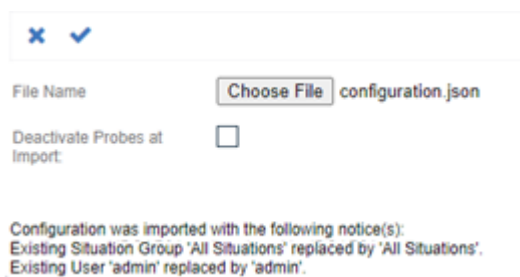 File Name
Choose File configuration.json
Deactivate Probes at
Import:
Configuration was imported with the following notice(s):
Existing Situation Group 'All Situations' replaced by 'All Situations'.
Existing User 'admin' replaced by 'admin'.